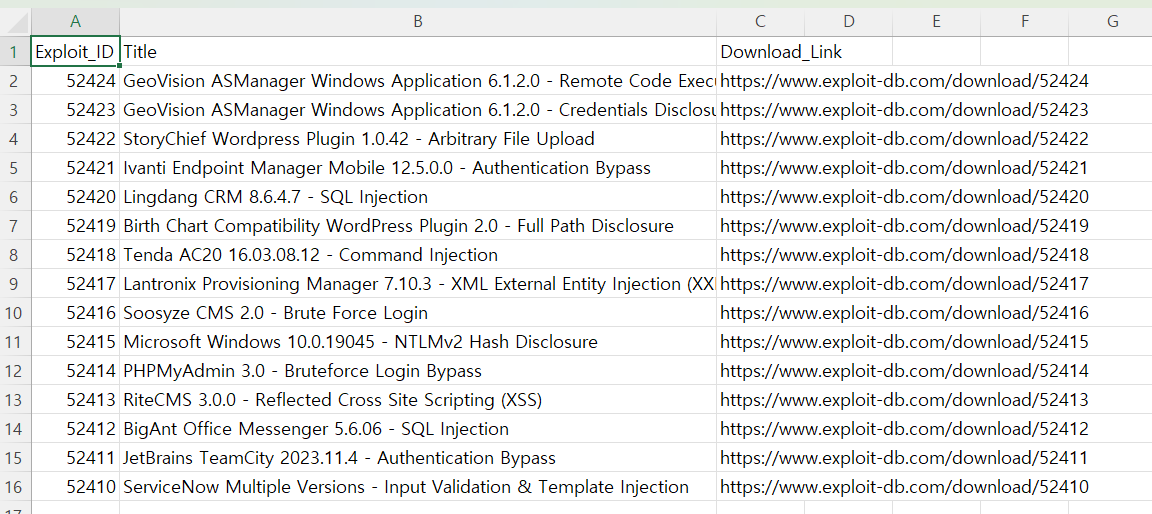 A B C D E F G
1 Exploit_ID Title Download_Link
2 52424 GeoVision ASManager Windows Application 6.1.2.0 - Remote Code Exec https://www.exploit-db.com/download/52424
3 52423 GeoVision ASManager Windows Application 6.1.2.0 - Credentials Disclosu https://www.exploit-db.com/download/52423
4 52422 StoryChief Wordpress Plugin 1.0.42 - Arbitrary File Upload https://www.exploit-db.com/download/52422
5 52421 Ivanti Endpoint Manager Mobile 12.5.0.0 - Authentication Bypass https://www.exploit-db.com/download/52421
6 52420 Lingdang CRM 8.6.4.7 - SQL Injection https://www.exploit-db.com/download/52420
7 52419 Birth Chart Compatibility WordPress Plugin 2.0 - Full Path Disclosure https://www.exploit-db.com/download/52419
8 52418 Tenda AC20 16.03.08.12 - Command Injection https://www.exploit-db.com/download/52418
9 52417 Lantronix Provisioning Manager 7.10.3 - XML External Entity Injection (XX https://www.exploit-db.com/download/52417
10 52416 Soosyze CMS 2.0 - Brute Force Login https://www.exploit-db.com/download/52416
11 52415 Microsoft Windows 10.0.19045 - NTLMv2 Hash Disclosure https://www.exploit-db.com/download/52415
12 52414 PHPMyAdmin 3.0 - Bruteforce Login Bypass https://www.exploit-db.com/download/52414
13 52413 RiteCMS 3.0.0 - Reflected Cross Site Scripting (XSS) https://www.exploit-db.com/download/52413
14 52412 BigAnt Office Messenger 5.6.06 - SQL Injection https://www.exploit-db.com/download/52412
15 52411 JetBrains TeamCity 2023.11.4 - Authentication Bypass https://www.exploit-db.com/download/52411
16 52410 ServiceNow Multiple Versions - Input Validation & Template Injection https://www.exploit-db.com/download/52410